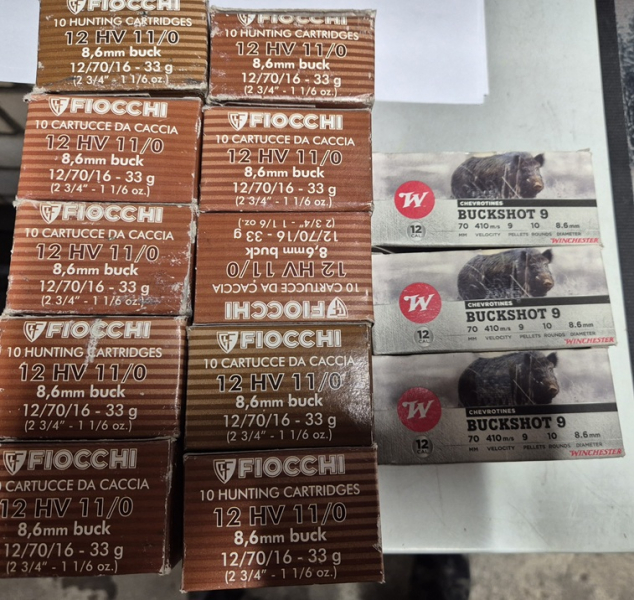 FIOCCHI
10 HUNTING CARTRIDGES
12 HV 11/0
8,6mm buck
12/70/16 - 33 g
(2 3/4" - 1 1/6 oz.)
FIOCCHI
10 HUNTING CARTRIDGES
12 HV 11/0
8,6mm buck
12/70/16 - 33 g
(2 3/4" - 1 1/6 oz.)
FIOCCHI
10 CARTUCCE DA CACCIA
12 HV 11/0
8,6mm buck
12/70/16 - 33 g
(2 3/4" - 1 1/6 oz.)
FIOCCHI
10 CARTUCCE DA CACCIA
12 HV 11/0
8,6mm buck
12/70/16 - 33 g
(2 3/4" - 1 1/6 oz.)
FIOCCHI
10 CARTUCCE DA CACCIA
12 HV 11/0
8,6mm buck
12/70/16 - 33 g
(2 3/4" - 1 1/6 oz.)
FIOCCHI
10 CARTUCCE DA CACCIA
12 HV 11/0
8,6mm buck
12/70/16 - 33 g
(2 3/4" - 1 1/6 oz.)
FIOCCHI
10 HUNTING CARTRIDGES
12 HV 11/0
8,6mm buck
12/70/16 - 33 g
(2 3/4" - 1 1/6 oz.)
FIOCCHI
10 CARTUCCE DA CACCIA
12 HV 11/0
8,6mm buck
12/70/16 - 33 g
(2 3/4" - 1 1/6 oz.)
FIOCCHI
CARTUCCE DA CACCIA
12 HV 11/0
8,6mm buck
12/70/16 - 33 g
(2 3/4" - 1 1/6 oz.)
FIOCCHI
10 HUNTING CARTRIDGES
12 HV 11/0
8,6mm buck
12/70/16 - 33 g
(2 3/4" - 1 1/6 oz.)
W
CHEVROTINES
BUCKSHOT 9
12 70 410m/s 9 10 8.6mm
MM VELOCITY PELLETS ROUNDS DIAMETER
WINCHESTER
W
CHEVROTINES
BUCKSHOT 9
12 70 410m/s 9 10 8.6mm
MM VELOCITY PELLETS ROUNDS DIAMETER
WINCHESTER
W
CHEVROTINES
BUCKSHOT 9
12 70 410m/s 9 10 8.6mm
MM VELOCITY PELLETS ROUNDS DIAMETER
WINCHESTER